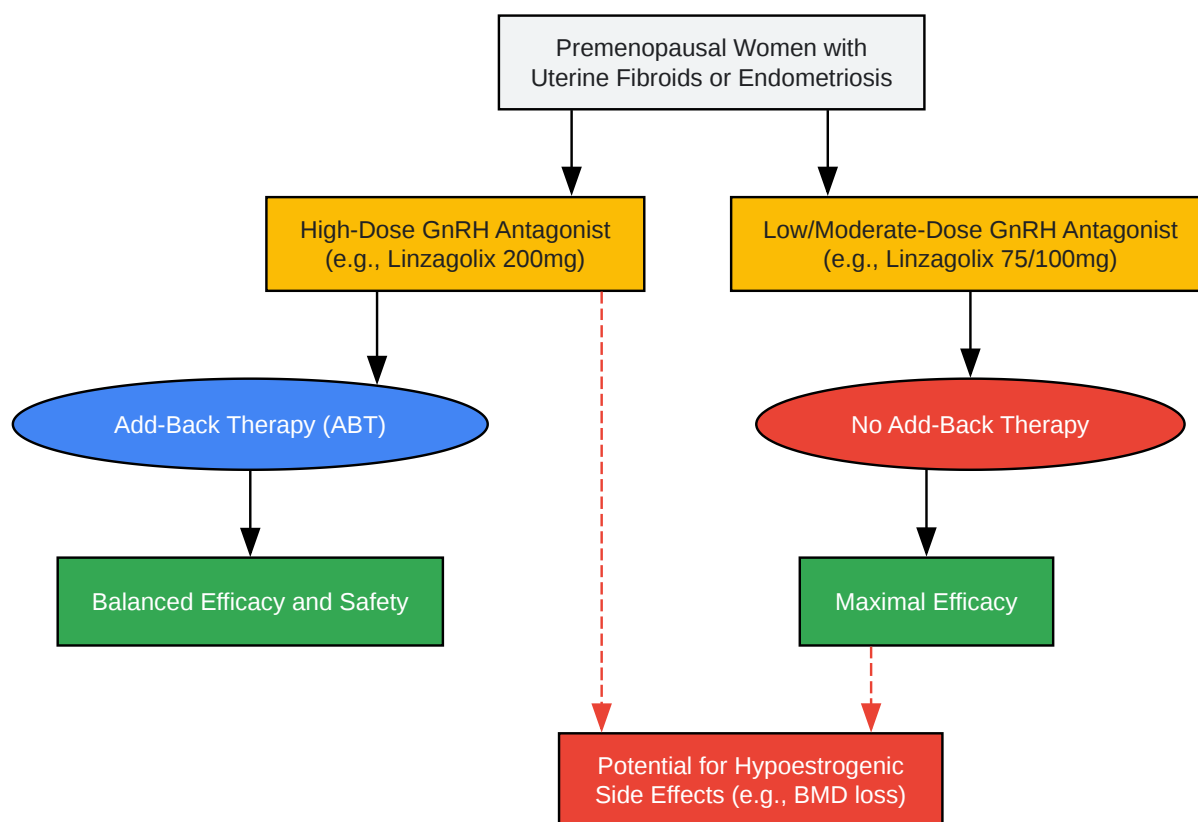 Premenopausal Women with
Uterine Fibroids or Endometriosis
High-Dose GnRH Antagonist
(e.g., Linzagolix 200mg)
Low/Moderate-Dose GnRH Antagonist
(e.g., Linzagolix 75/100mg)
Add-Back Therapy (ABT)
No Add-Back Therapy
Balanced Efficacy and Safety
Maximal Efficacy
Potential for Hypoestrogenic
Side Effects (e.g., BMD loss)